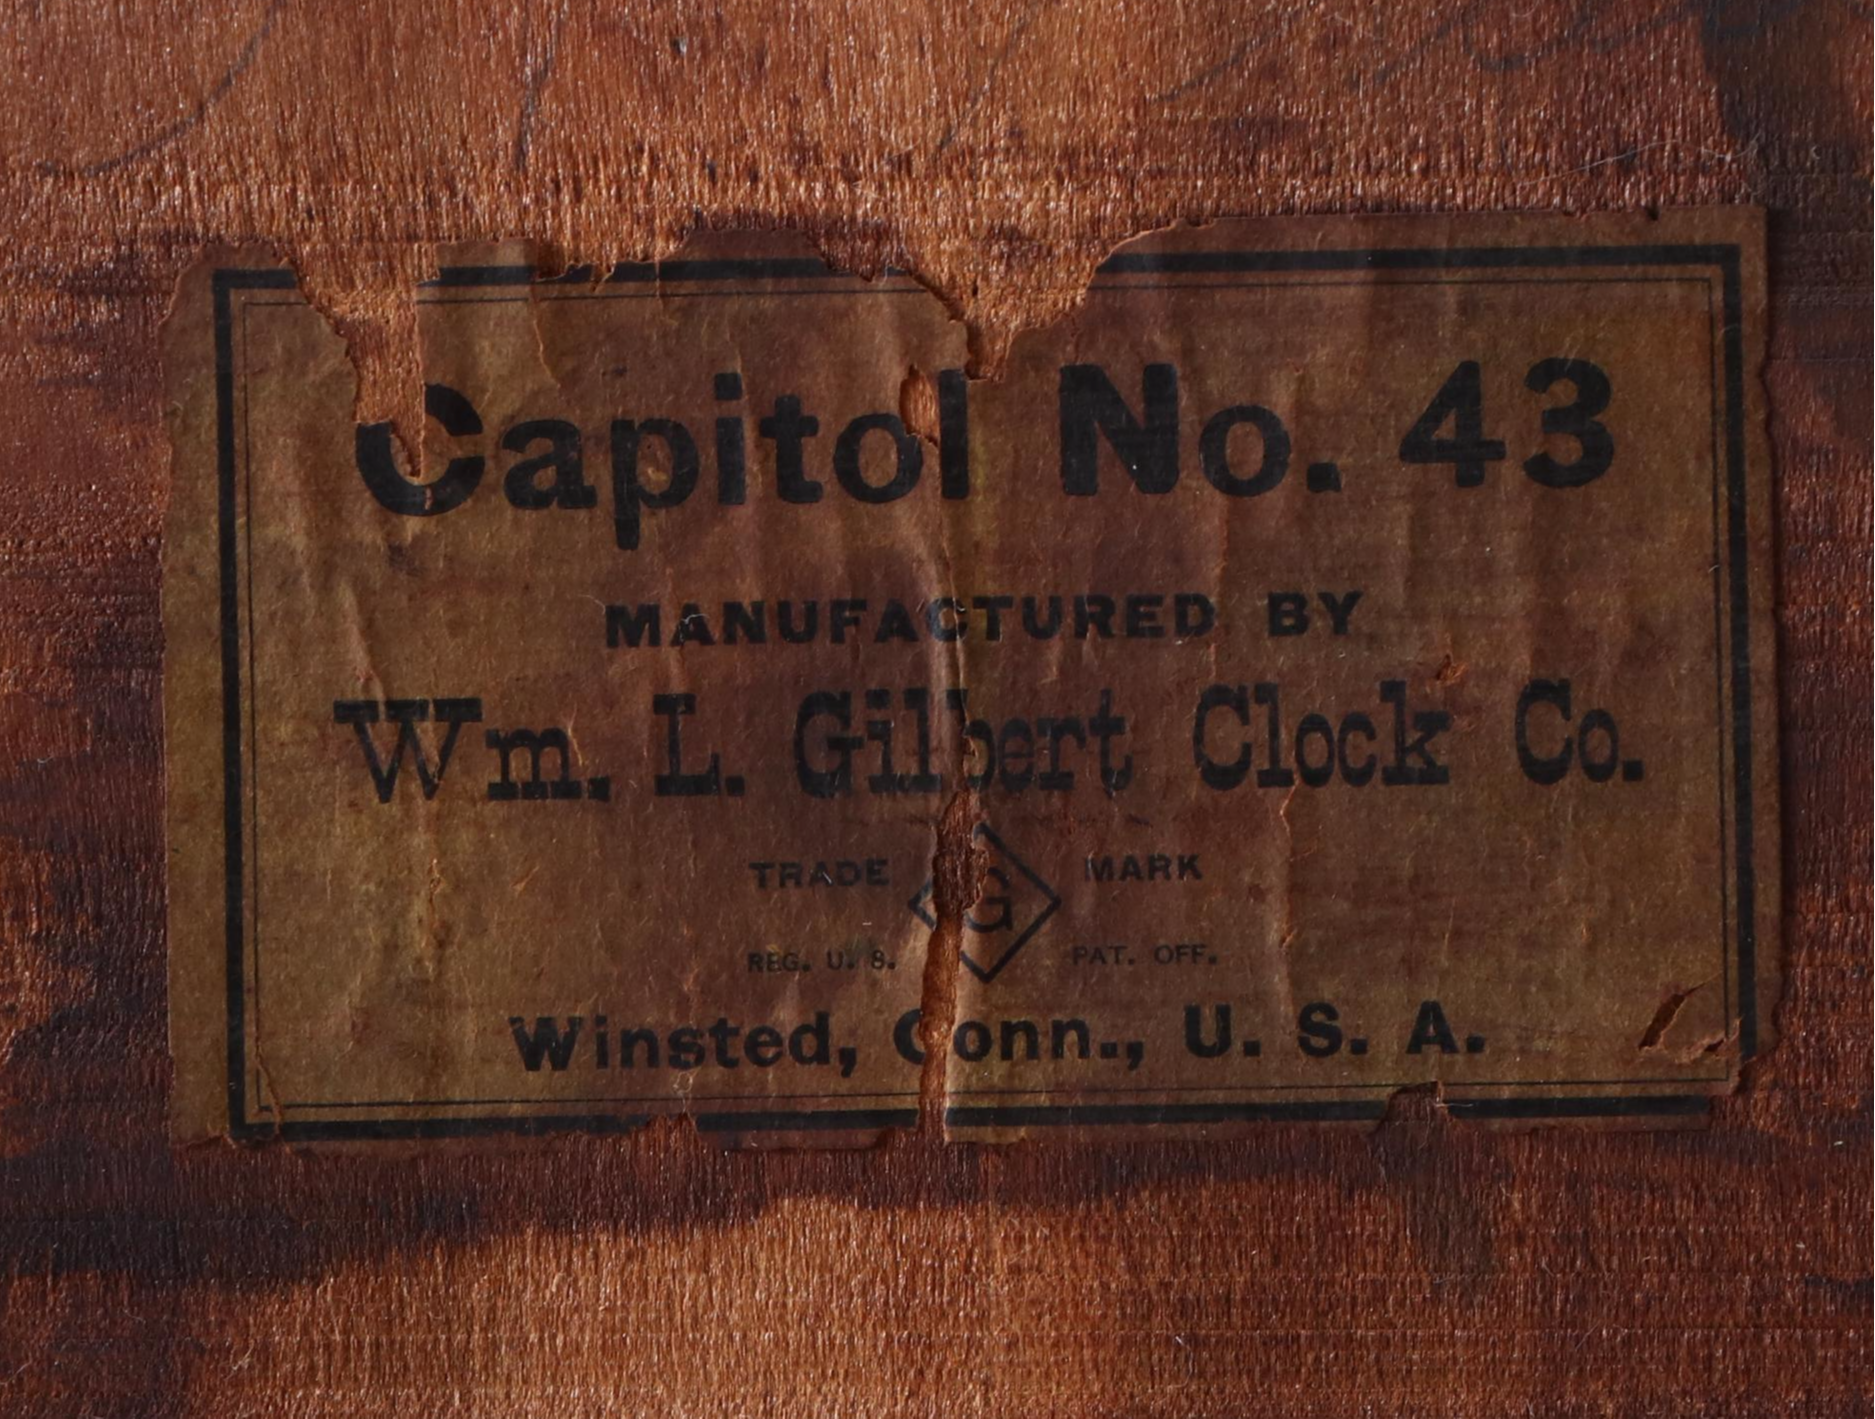 Capitol No. 43
MANUFACTURED BY
Wm. L. Gilbert Clock Co.
TRADE G MARK
REG. U. S. PAT. OFF.
Winsted, Conn., U. S. A.